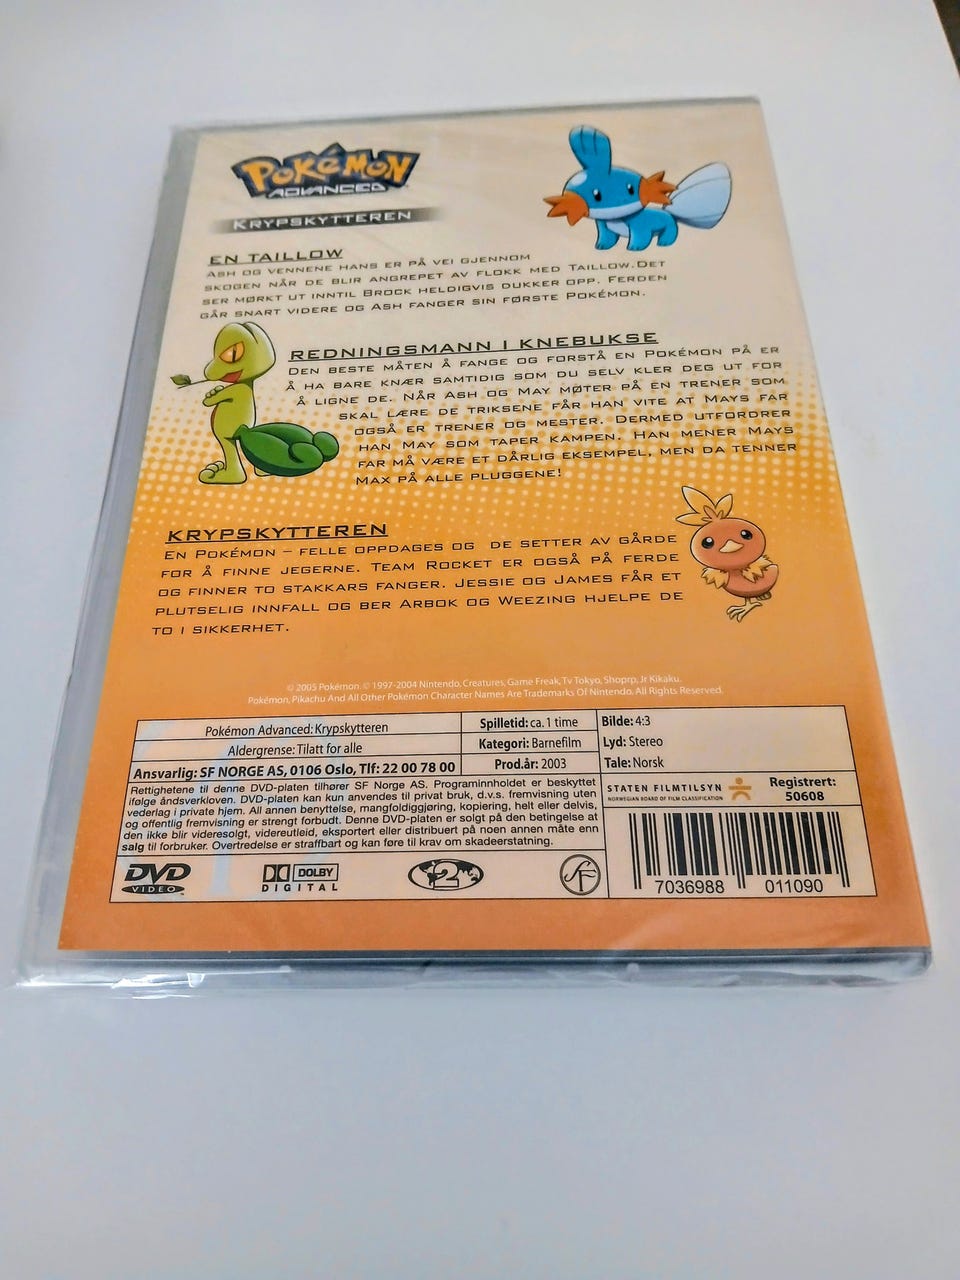 POKéMON
ADVANCED
KRYPSKYTTEREN
EN TAILLOW
ASH OG VENNENE HANS ER PÅ VEI GJENNOM
SKOGEN NÅR DE BLIR ANGREPET AV FLOKK MED TAILLOW.DET
SER MØRKT UT INNTIL BROCK HELDIGVIS DUKKER OPP. FERDEN
GÅR SNART VIDERE OG ASH FANGER SIN FØRSTE POKÉMON.
REDNINGSMANN I KNEBUKSE
DEN BESTE MÅTEN Å FANGE OG FORSTÅ EN POKÉMON PÅ ER
Å HA BARE KNÆR SAMTIDIG SOM DU SELV KLER DEG UT FOR
Å LIGNE DE. NÅR ASH OG MAY MØTER PÅ EN TRENER SOM
SKAL LÆRE DE TRIKSENE FÅR HAN VITE AT MAYS FAR
OGSÅ ER TRENER OG MESTER. DERMED UTFORDRER
HAN MAY SOM TAPER KAMPEN. HAN MENER MAYS
FAR MÅ VÆRE ET DÅRLIG EKSEMPEL, MEN DA TENNER
MAX PÅ ALLE PLUGGENE!
KRYPSKYTTEREN
EN POKÉMON – FELLE OPPDAGES OG DE SETTER AV GÅRDE
FOR Å FINNE JEGERNE. TEAM ROCKET ER OGSÅ PÅ FERDE
OG FINNER TO STAKKARS FANGER. JESSIE OG JAMES FÅR ET
PLUTSELIG INNFALL OG BER ARBOK OG WEEZING HJELPE DE
TO I SIKKERHET.
© 2005 Pokémon. © 1997-2004 Nintendo, Creatures, Game Freak, Tv Tokyo, Shoprp, Jr Kikaku.
Pokémon, Pikachu And All Other Pokémon Character Names Are Trademarks Of Nintendo. All Rights Reserved.
Pokémon Advanced: Krypskytteren
Aldergrense: Tilatt for alle
Ansvarlig: SF NORGE AS, 0106 Oslo, Tlf: 22 00 78 00
Spilletid: ca. 1 time
Kategori: Barnefilm
Prod.år: 2003
Bilde: 4:3
Lyd: Stereo
Tale: Norsk
Rettighetene til denne DVD-platen tilhører SF Norge AS. Programinnholdet er beskyttet
ifølge åndsverkloven. DVD-platen kan kun anvendes til privat bruk, d.v.s. fremvisning uten
vederlag i private hjem. All annen benyttelse, mangfoldiggjøring, kopiering, helt eller delvis,
og offentlig fremvisning er strengt forbudt. Denne DVD-platen er solgt på den betingelse at
den ikke blir videresolgt, videreutleid, eksportert eller distribuert på noen annen måte enn
salg til forbruker. Overtredelse er straffbart og kan føre til krav om skadeerstatning.
STATEN FILMTILSYN
NORWEGIAN BOARD OF FILM CLASSIFICATION
Registrert:
50608
DVD
VIDEO
DOLBY
DIGITAL
2
SF
7036988 011090